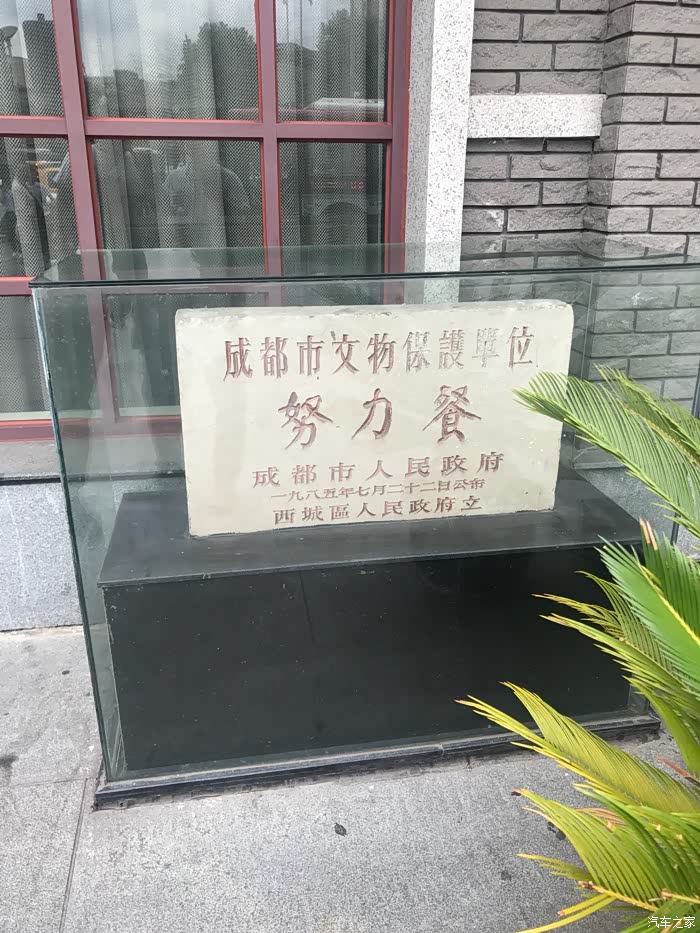 成都市文物保護單位
努力餐
成都市人民政府
一九八五年七月二十二日公布
西城區人民政府立
汽车之家